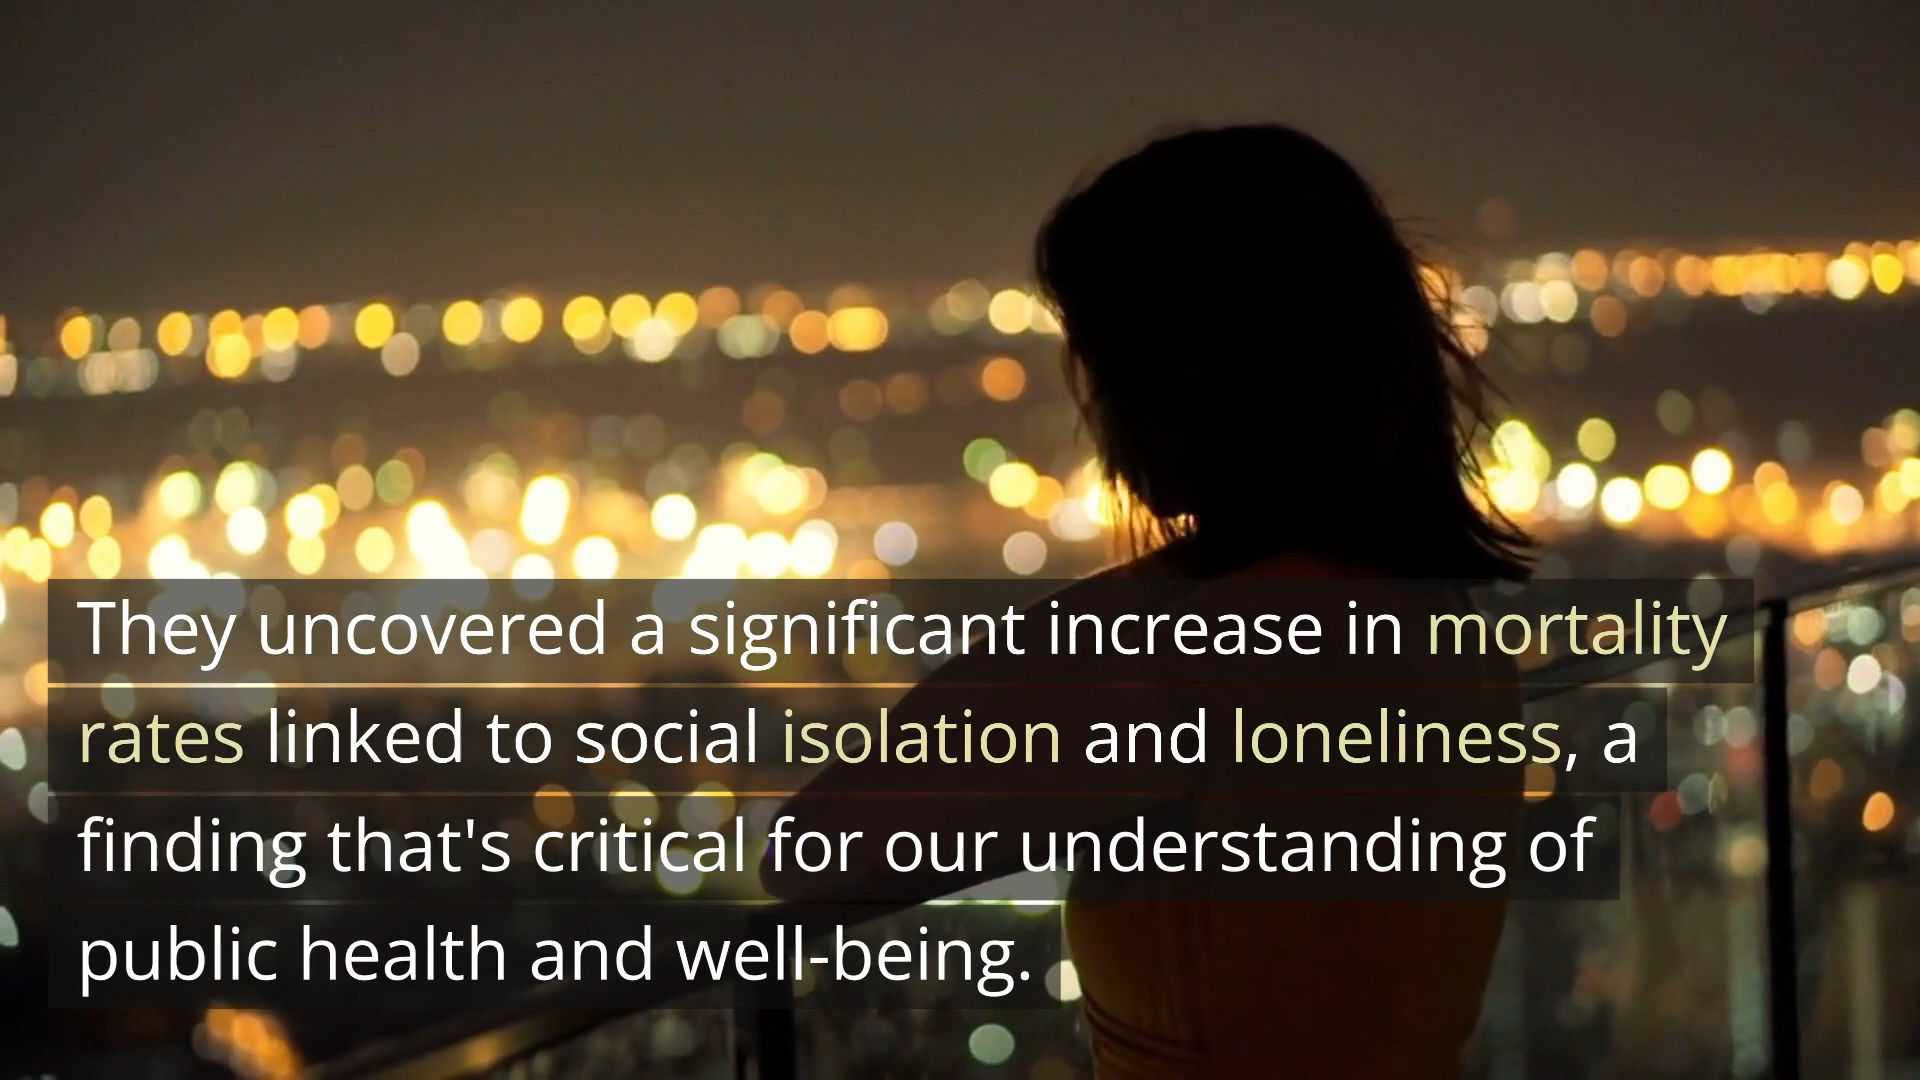 They uncovered a significant increase in mortality
rates linked to social isolation and loneliness, a
finding that's critical for our understanding of
public health and well-being.